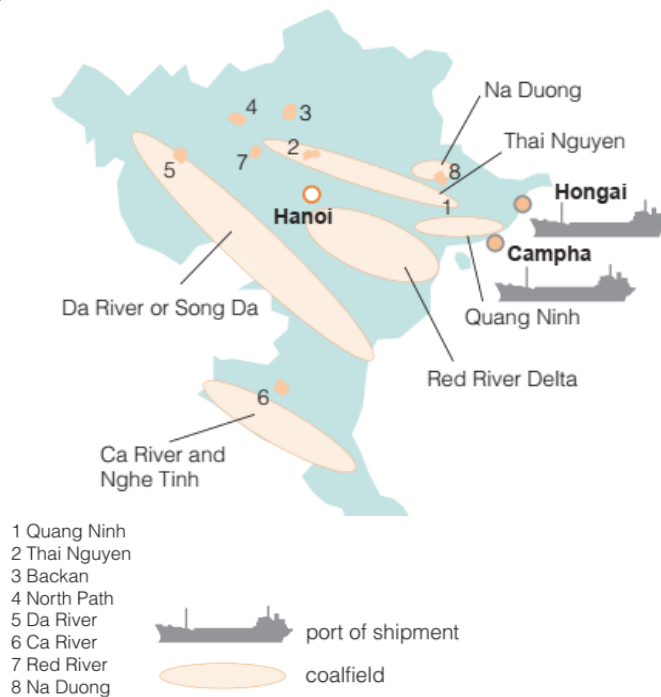 4
3
Na Duong
2
Thai Nguyen
7
5
8
1
Hongai
Hanoi
Campha
Da River or Song Da
Quang Ninh
Red River Delta
6
Ca River and
Nghe Tinh
1 Quang Ninh
2 Thai Nguyen
3 Backan
4 North Path
5 Da River
6 Ca River
7 Red River
8 Na Duong
port of shipment
coalfield